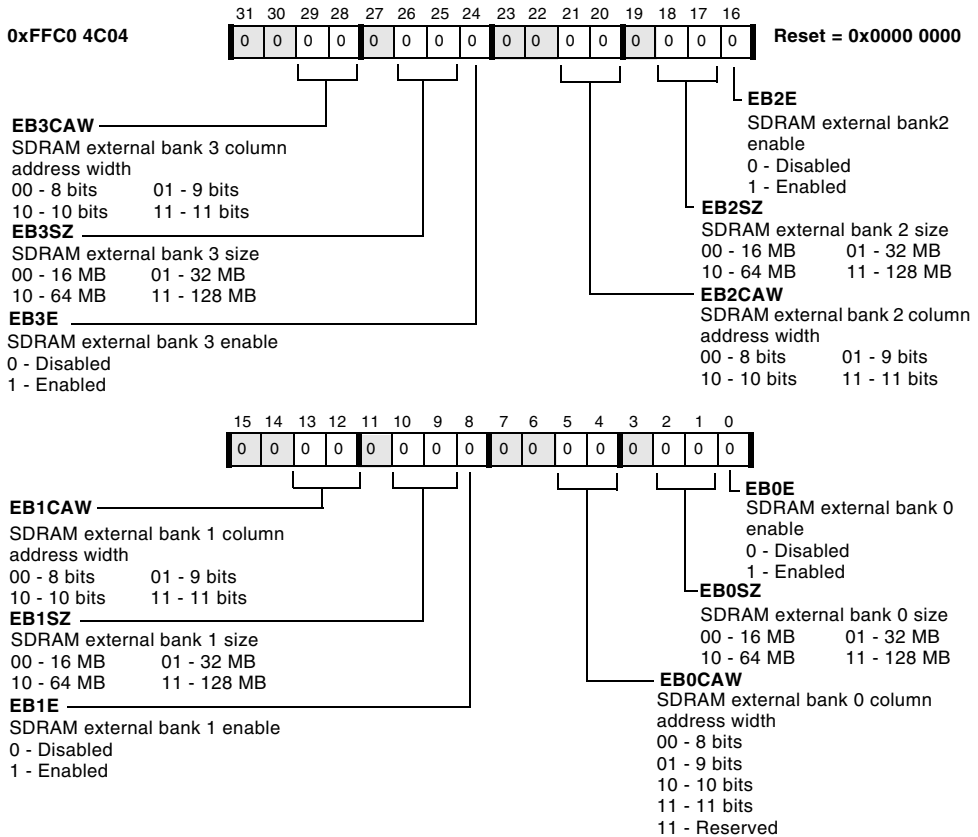 31 30 29 28 27 26 25 24 23 22 21 20 19 18 17 16
0xFFC0 4C04
0 0 0 0 0 0 0 0 0 0 0 0 0 0 0 0
Reset = 0x0000 0000
EB3CAW
SDRAM external bank 3 column
address width
00 - 8 bits 01 - 9 bits
10 - 10 bits 11 - 11 bits
EB3SZ
SDRAM external bank 3 size
00 - 16 MB 01 - 32 MB
10 - 64 MB 11 - 128 MB
EB3E
SDRAM external bank 3 enable
0 - Disabled
1 - Enabled
EB2E
SDRAM external bank2
enable
0 - Disabled
1 - Enabled
EB2SZ
SDRAM external bank 2 size
00 - 16 MB 01 - 32 MB
10 - 64 MB 11 - 128 MB
EB2CAW
SDRAM external bank 2 column
address width
00 - 8 bits 01 - 9 bits
10 - 10 bits 11 - 11 bits
15 14 13 12 11 10 9 8 7 6 5 4 3 2 1 0
0 0 0 0 0 0 0 0 0 0 0 0 0 0 0 0
EB1CAW
SDRAM external bank 1 column
address width
00 - 8 bits 01 - 9 bits
10 - 10 bits 11 - 11 bits
EB1SZ
SDRAM external bank 1 size
00 - 16 MB 01 - 32 MB
10 - 64 MB 11 - 128 MB
EB1E
SDRAM external bank 1 enable
0 - Disabled
1 - Enabled
EB0E
SDRAM external bank 0
enable
0 - Disabled
1 - Enabled
EB0SZ
SDRAM external bank 0 size
00 - 16 MB 01 - 32 MB
10 - 64 MB 11 - 128 MB
EB0CAW
SDRAM external bank 0 column
address width
00 - 8 bits
01 - 9 bits
10 - 10 bits
11 - 11 bits
11 - Reserved